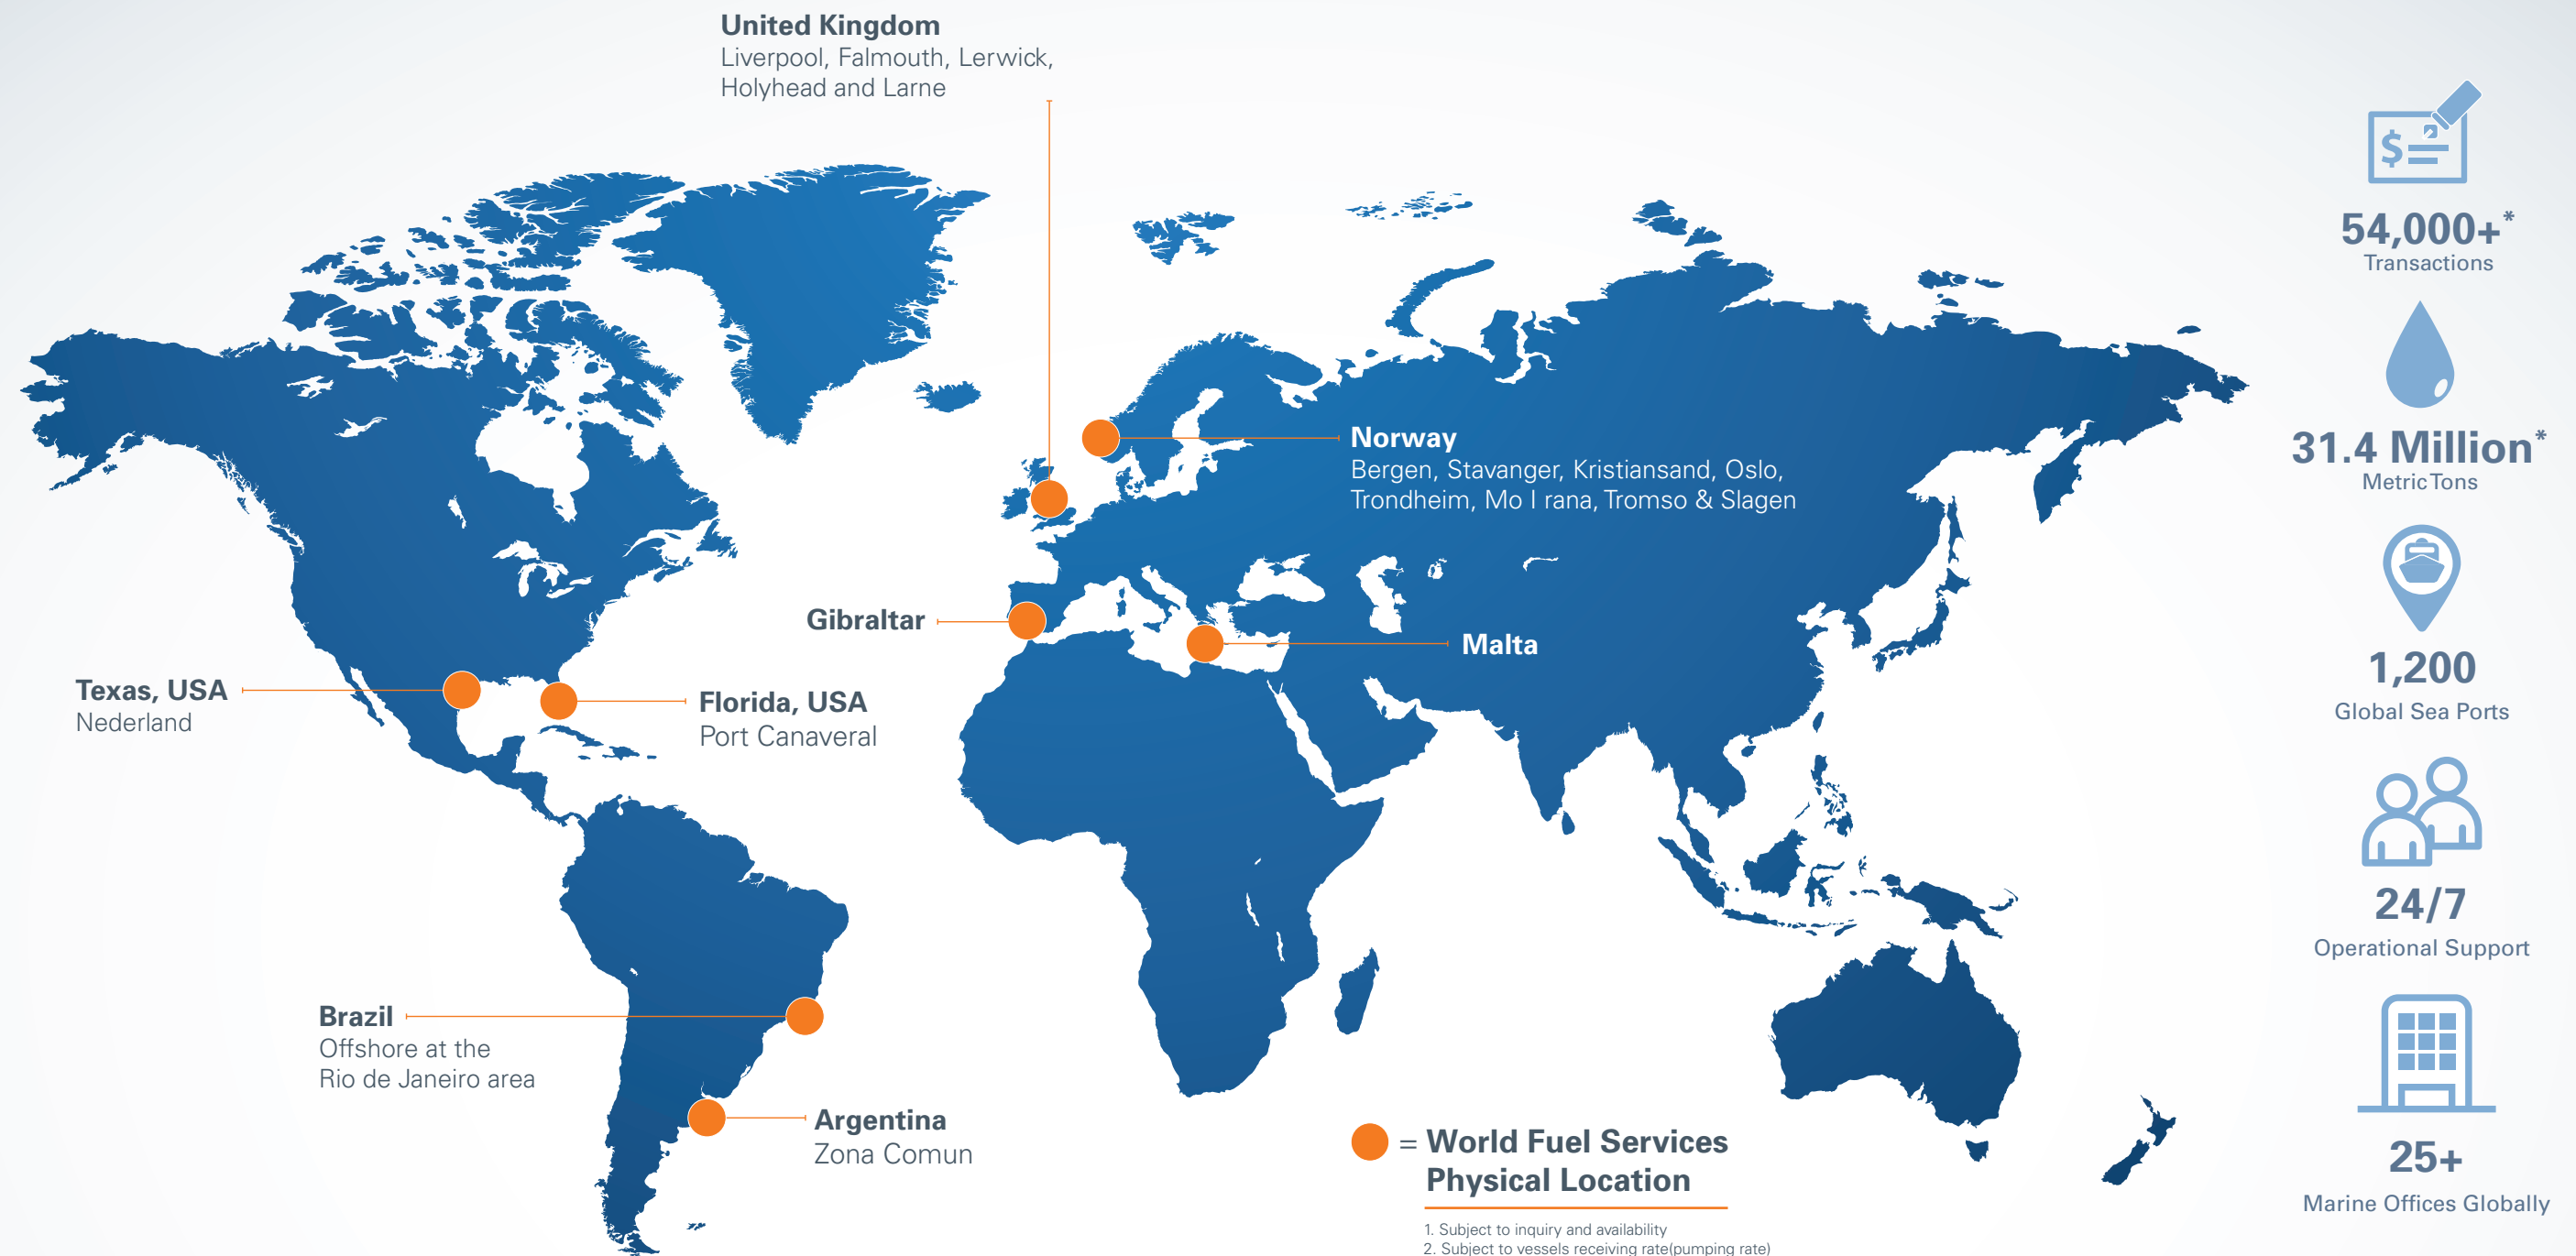 United Kingdom
Liverpool, Falmouth, Lerwick,
Holyhead and Larne
Norway
Bergen, Stavanger, Kristiansand, Oslo,
Trondheim, Mo I rana, Tromso & Slagen
Gibraltar
Malta
Texas, USA
Nederland
Florida, USA
Port Canaveral
Brazil
Offshore at the
Rio de Janeiro area
Argentina
Zona Comun
= World Fuel Services
Physical Location
1. Subject to inquiry and availability
2. Subject to vessels receiving rate(pumping rate)
$
54,000+*
Transactions
31.4 Million*
Metric Tons
1,200
Global Sea Ports
24/7
Operational Support
25+
Marine Offices Globally